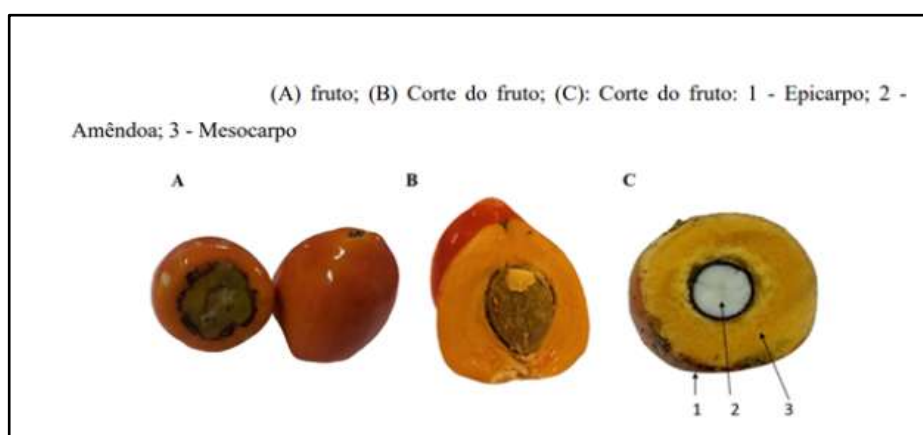 (A) fruto; (B) Corte do fruto; (C): Corte do fruto: 1 - Epicarpo; 2 -
Amêndoa; 3 - Mesocarpo
A B C
1 2 3